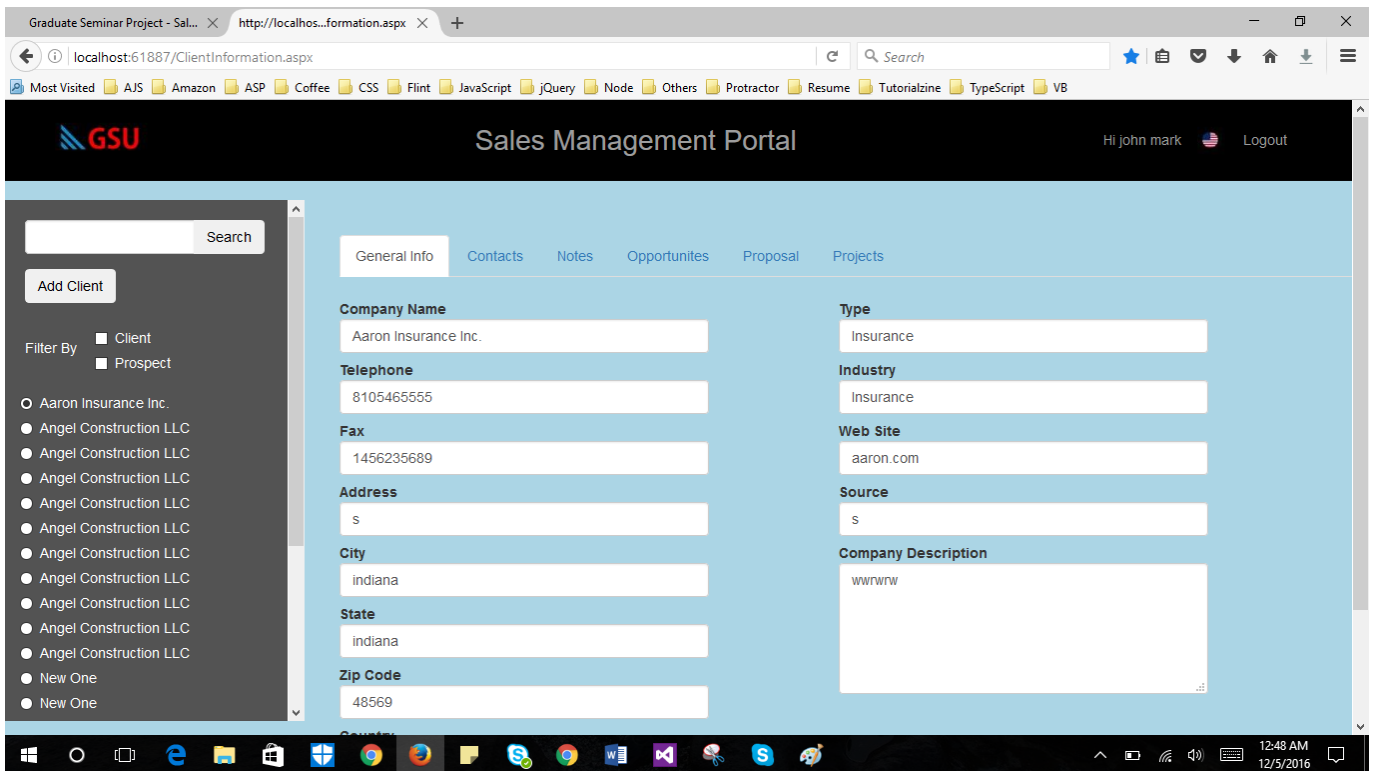 Graduate Seminar Project - Sal... http://localhos...formation.aspx
localhost:61887/ClientInformation.aspx Search
Most Visited AJS Amazon ASP Coffee CSS Flint JavaScript jQuery Node Others Protractor Resume Tutorialzine TypeScript VB
GSU Sales Management Portal Hi john mark Logout
Search
Add Client
Filter By
Client
Prospect
Aaron Insurance Inc.
Angel Construction LLC
Angel Construction LLC
Angel Construction LLC
Angel Construction LLC
Angel Construction LLC
Angel Construction LLC
Angel Construction LLC
Angel Construction LLC
Angel Construction LLC
Angel Construction LLC
New One
New One
General Info Contacts Notes Opportunites Proposal Projects
Company Name
Aaron Insurance Inc.
Telephone
8105465555
Fax
1456235689
Address
s
City
indiana
State
indiana
Zip Code
48569
Country
Type
Insurance
Industry
Insurance
Web Site
aaron.com
Source
s
Company Description
wwrwrw
12:48 AM
12/5/2016